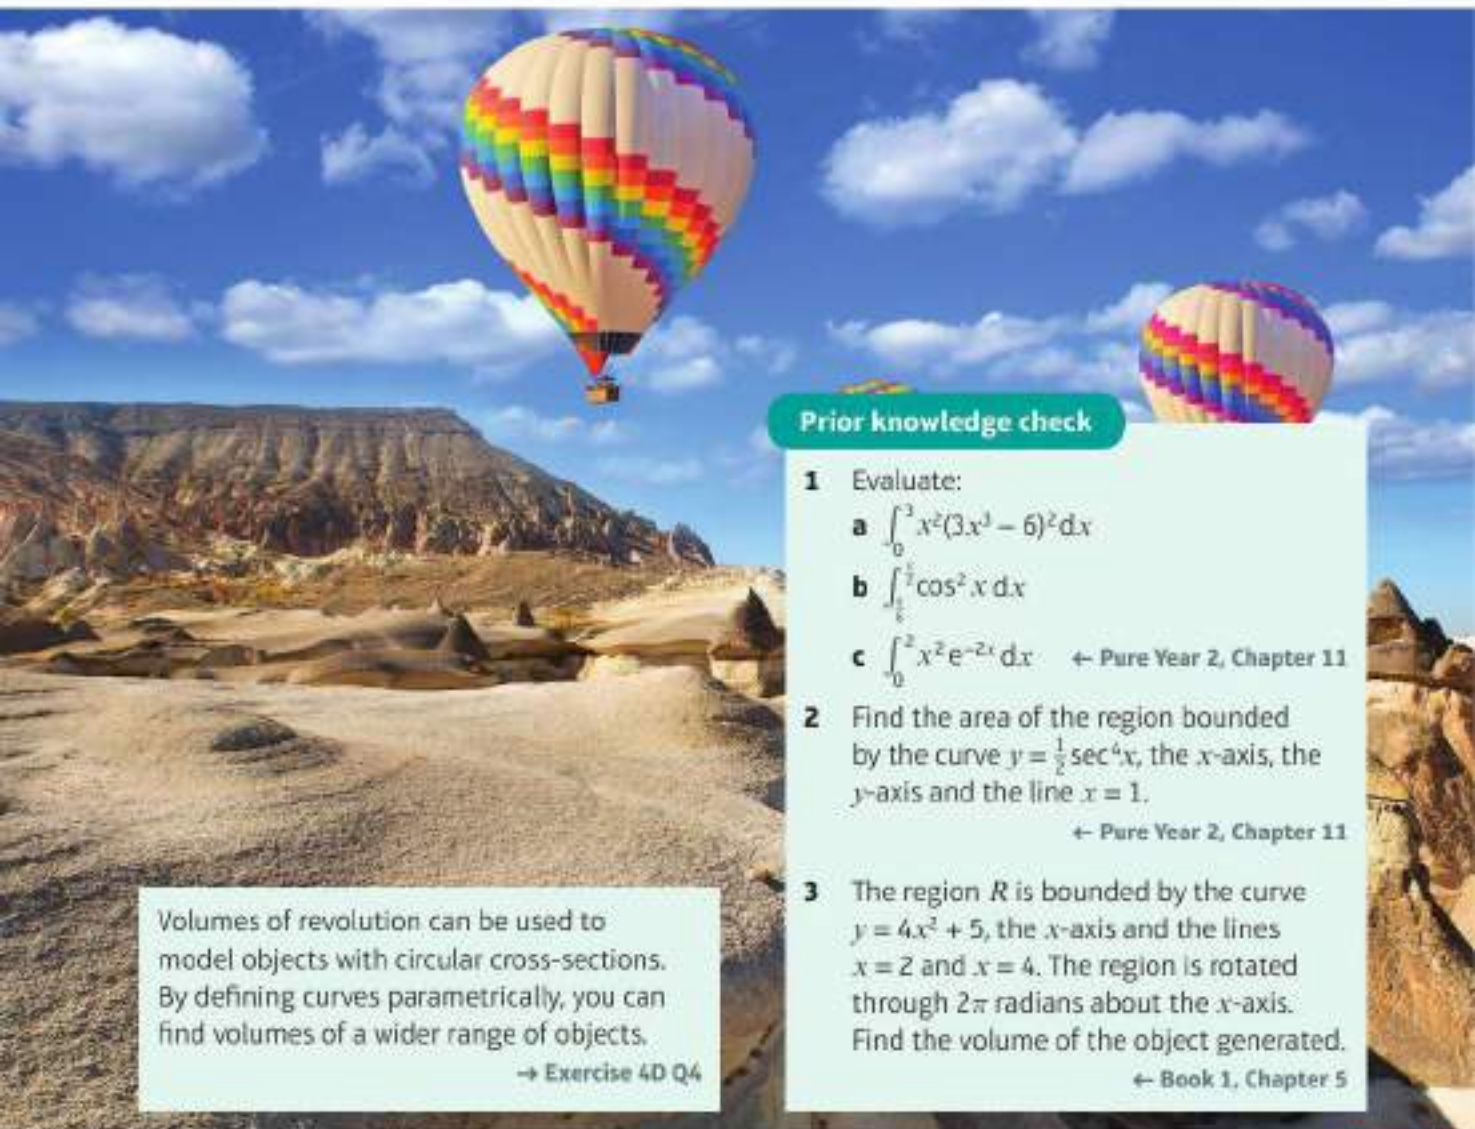 Prior knowledge check
1 Evaluate:
a ∫₀³ x²(3x³ – 6)² dx
b ∫ cos² x dx
c ∫₀² x²e⁻²ˣ dx ← Pure Year 2, Chapter 11
2 Find the area of the region bounded
by the curve y = ½ sec⁴x, the x-axis, the
y-axis and the line x = 1.
← Pure Year 2, Chapter 11
3 The region R is bounded by the curve
y = 4x² + 5, the x-axis and the lines
x = 2 and x = 4. The region is rotated
through 2π radians about the x-axis.
Find the volume of the object generated.
← Book 1, Chapter 5
Volumes of revolution can be used to
model objects with circular cross-sections.
By defining curves parametrically, you can
find volumes of a wider range of objects.
→ Exercise 4D Q4